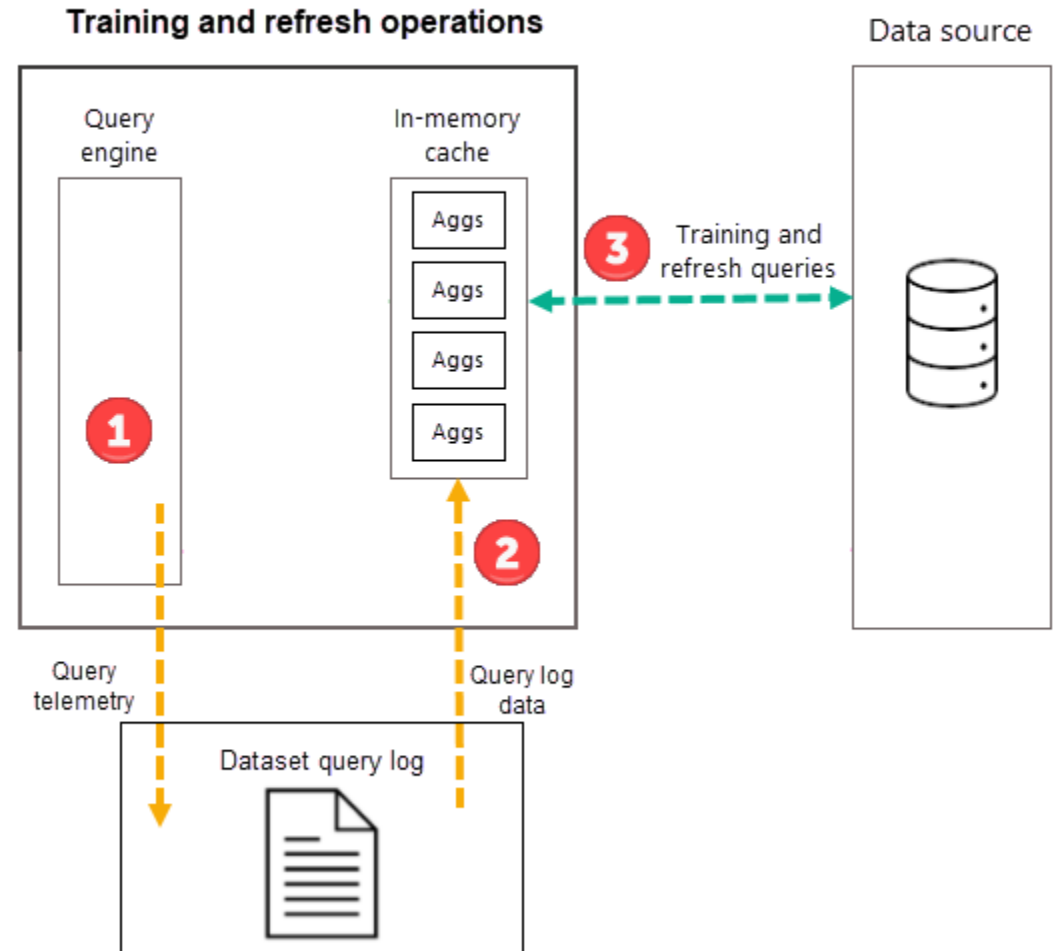 Training and refresh operations
Data source
Query
engine
In-memory
cache
Aggs
Aggs
Aggs
Aggs
3
Training and
refresh queries
1
2
Query
telemetry
Query log
data
Dataset query log